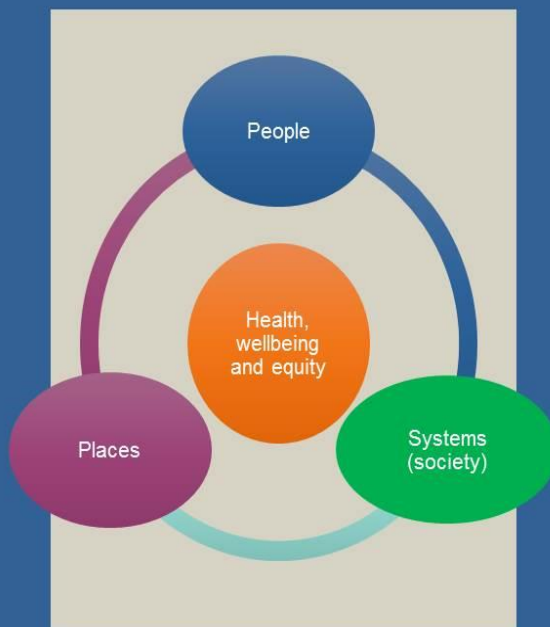 People
Health,
wellbeing
and equity
Places
Systems
(society)